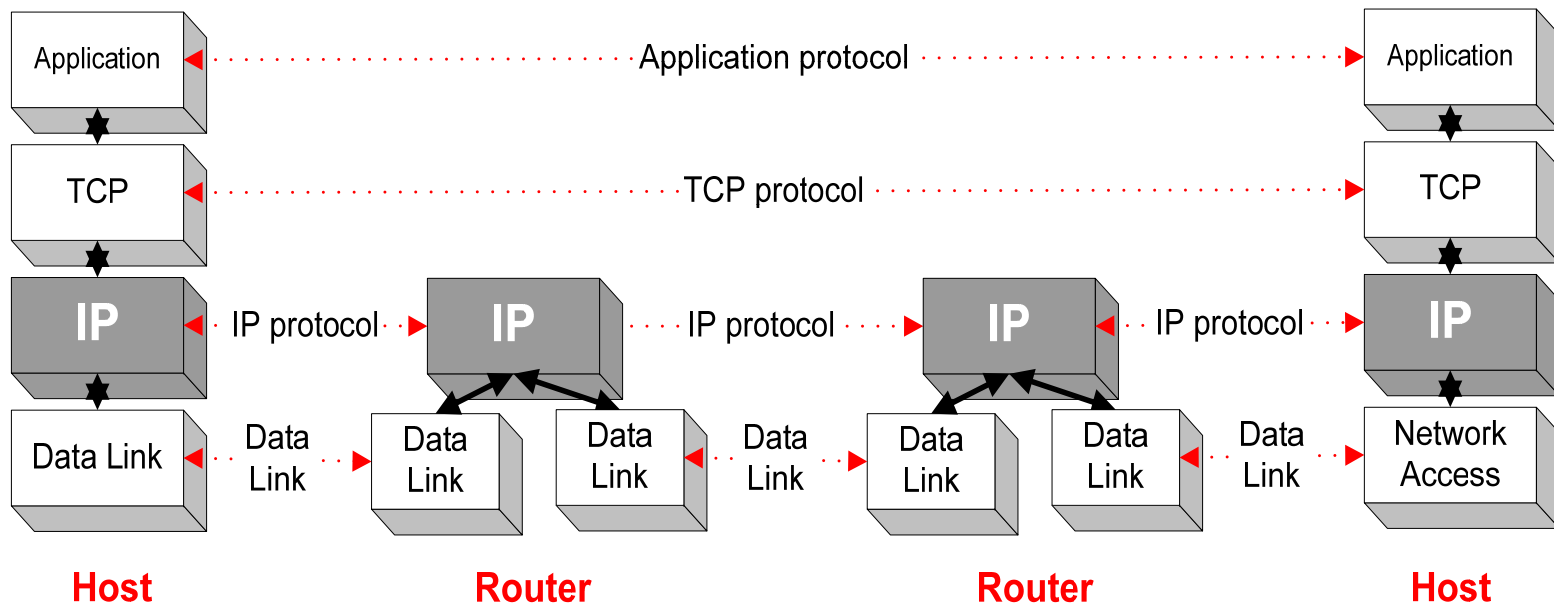 Application
Application protocol
Application
TCP
TCP protocol
TCP
IP
IP protocol
IP
IP protocol
IP
IP protocol
IP
Data Link
Data
Link
Data
Link
Data
Link
Data
Link
Data
Link
Data
Link
Data
Link
Network
Access
Host
Router
Router
Host